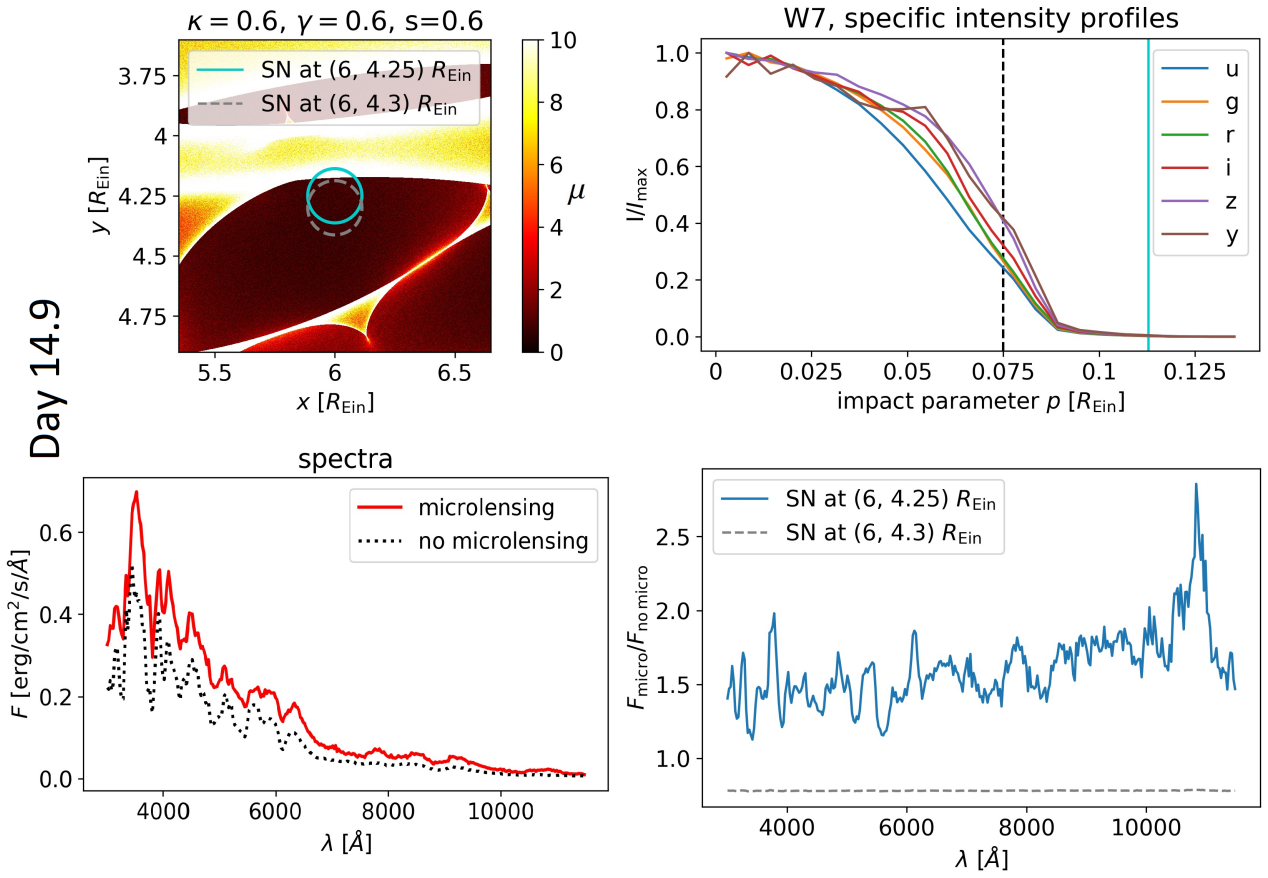 Day 14.9
κ = 0.6, γ = 0.6, s=0.6
SN at (6, 4.25) R_Ein
SN at (6, 4.3) R_Ein
3.75
4
4.25
4.5
4.75
y [R_Ein]
5.5
6
6.5
x [R_Ein]
10
8
6
4
2
0
μ
W7, specific intensity profiles
1.0
0.8
0.6
0.4
0.2
0.0
I/I_max
u
g
r
i
z
y
0
0.025
0.05
0.075
0.1
0.125
impact parameter p [R_Ein]
spectra
microlensing
no microlensing
0.6
0.4
0.2
0.0
F [erg/cm²/s/Å]
4000
6000
8000
10000
λ [Å]
SN at (6, 4.25) R_Ein
SN at (6, 4.3) R_Ein
2.5
2.0
1.5
1.0
F_micro/F_no micro
4000
6000
8000
10000
λ [Å]